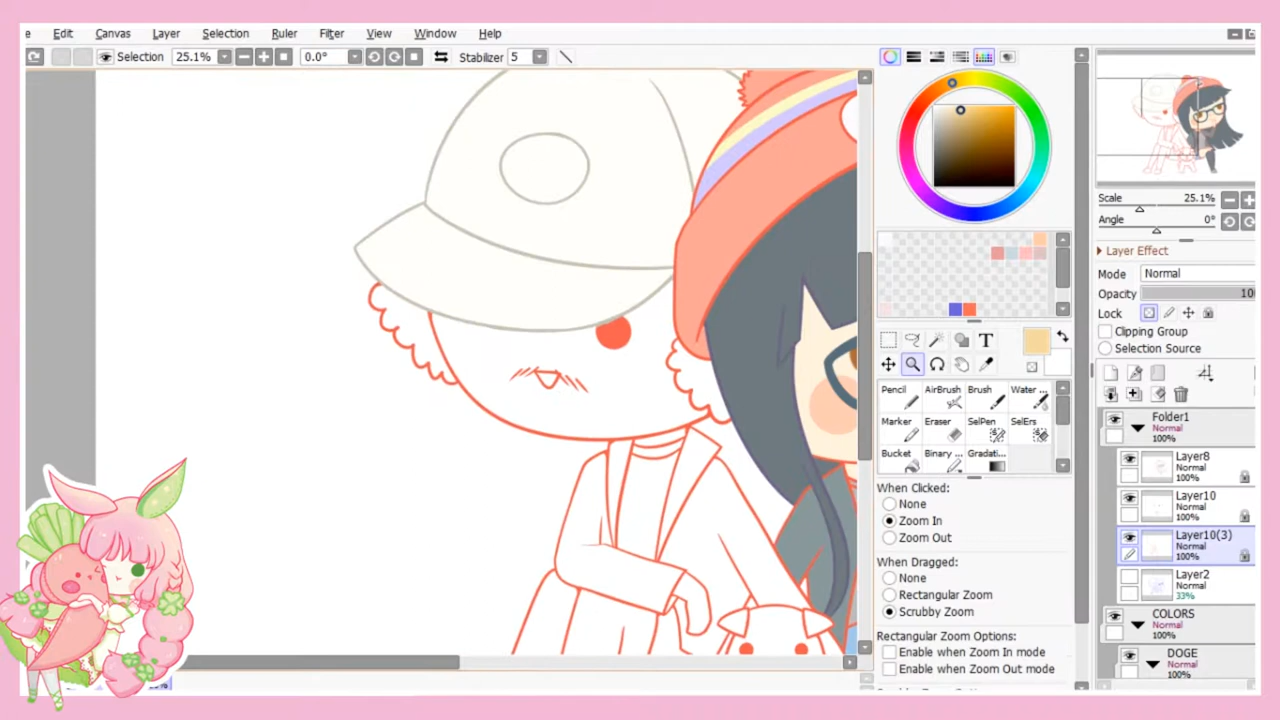 Edit Canvas Layer Selection Ruler Filter View Window Help
Selection 25.1% 0.0° Stabilizer 5
Scale 25.1%
Angle 0°
Layer Effect
Mode Normal
Opacity 10
Lock
Clipping Group
Selection Source
T
Pencil AirBrush Brush Water ...
Marker Eraser SelPen SelErs
Bucket Binary ... Gradati...
When Clicked:
None
Zoom In
Zoom Out
When Dragged:
None
Rectangular Zoom
Scrubby Zoom
Rectangular Zoom Options:
Enable when Zoom In mode
Enable when Zoom Out mode
Folder1
Normal
100%
Layer8
Normal
100%
Layer10
Normal
100%
Layer10(3)
Normal
100%
Layer2
Normal
33%
COLORS
Normal
100%
DOGE
Normal
100%